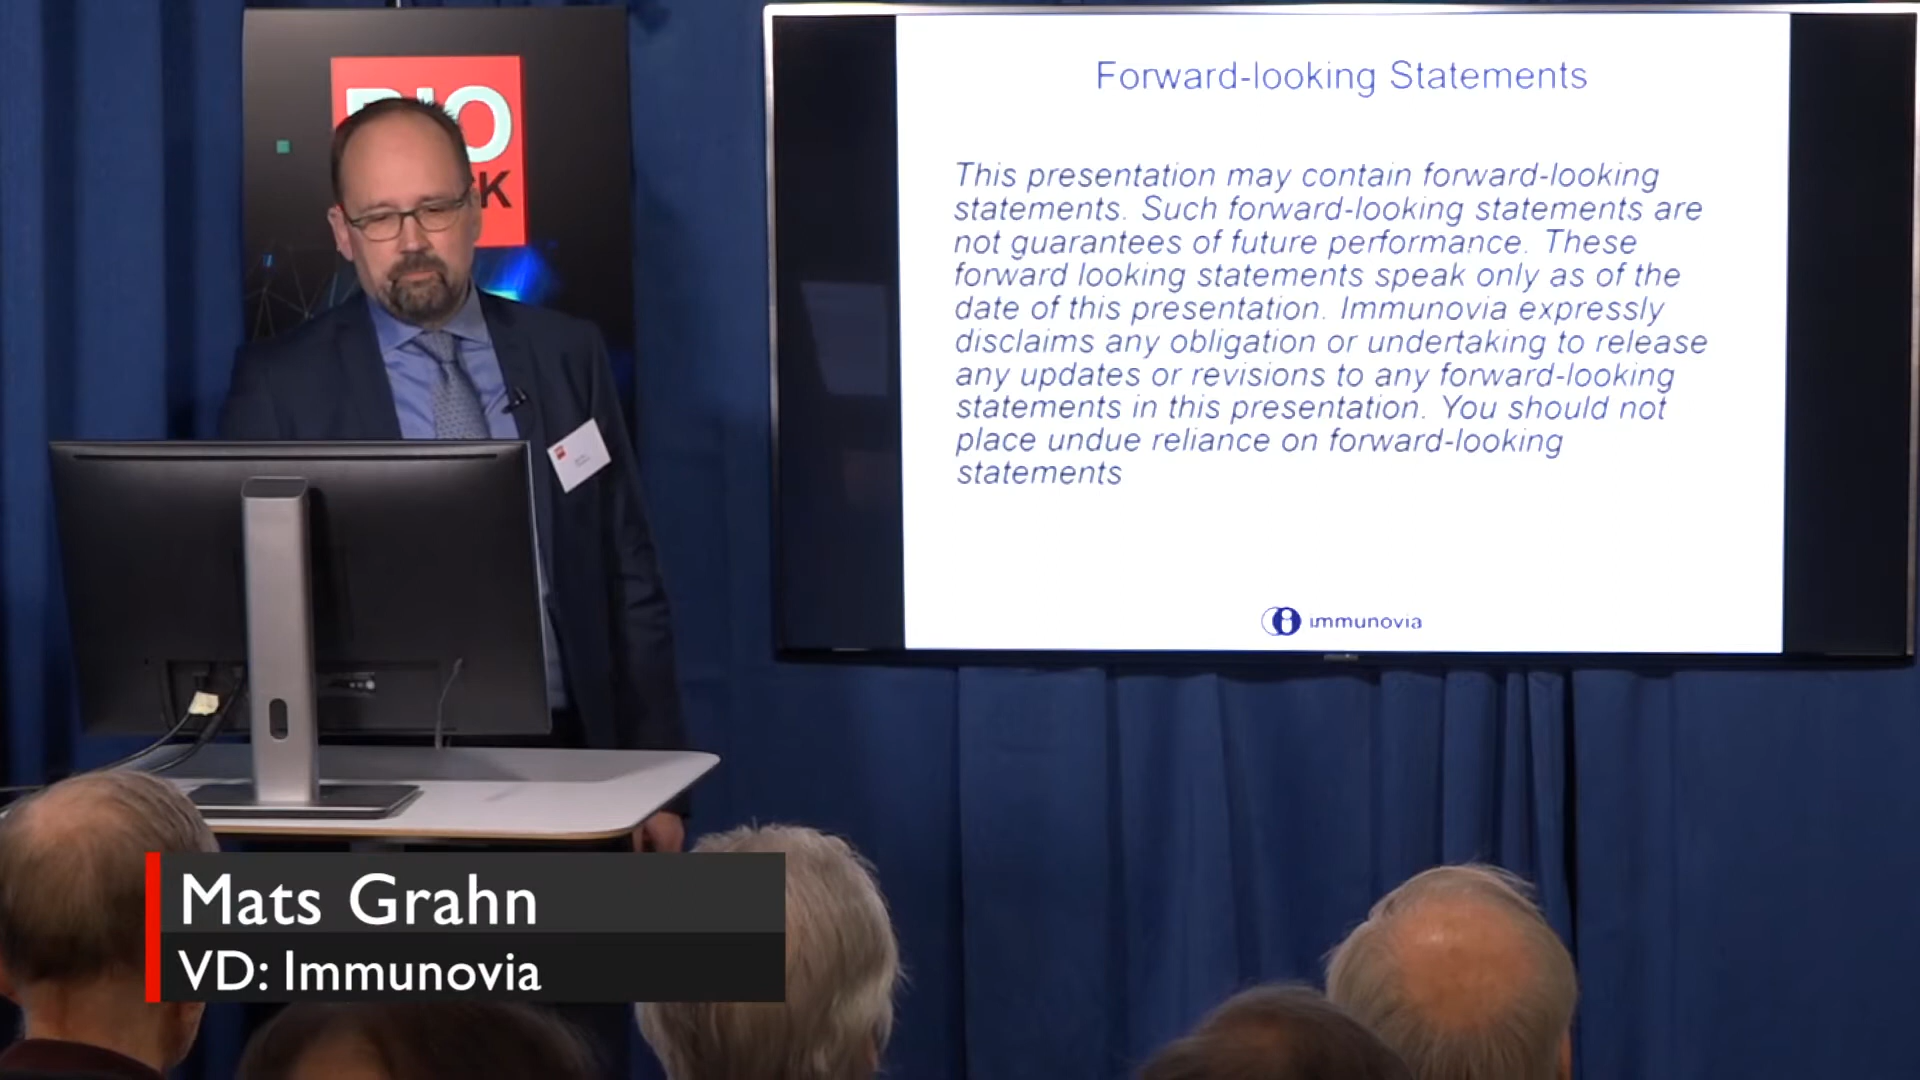 Forward-looking Statements
This presentation may contain forward-looking
statements. Such forward-looking statements are
not guarantees of future performance. These
forward looking statements speak only as of the
date of this presentation. Immunovia expressly
disclaims any obligation or undertaking to release
any updates or revisions to any forward-looking
statements in this presentation. You should not
place undue reliance on forward-looking
statements
immunovia
Mats Grahn
VD: Immunovia